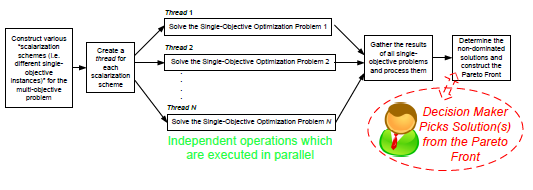 Construct various
"scalarization
schemes (i.e.
different single-
objective
instances)" for the
multi-objective
problem
Create a
thread for
each
scalarization
scheme
Thread 1
Solve the Single-Objective Optimization Problem 1
Thread 2
Solve the Single-Objective Optimization Problem 2
Thread N
Solve the Single-Objective Optimization Problem N
Independent operations which
are executed in parallel
Gather the results
of all single-
objective problems
and process them
Determine the
non-dominated
solutions and
construct the
Pareto Front
Decision Maker
Picks Solution(s)
from the Pareto
Front